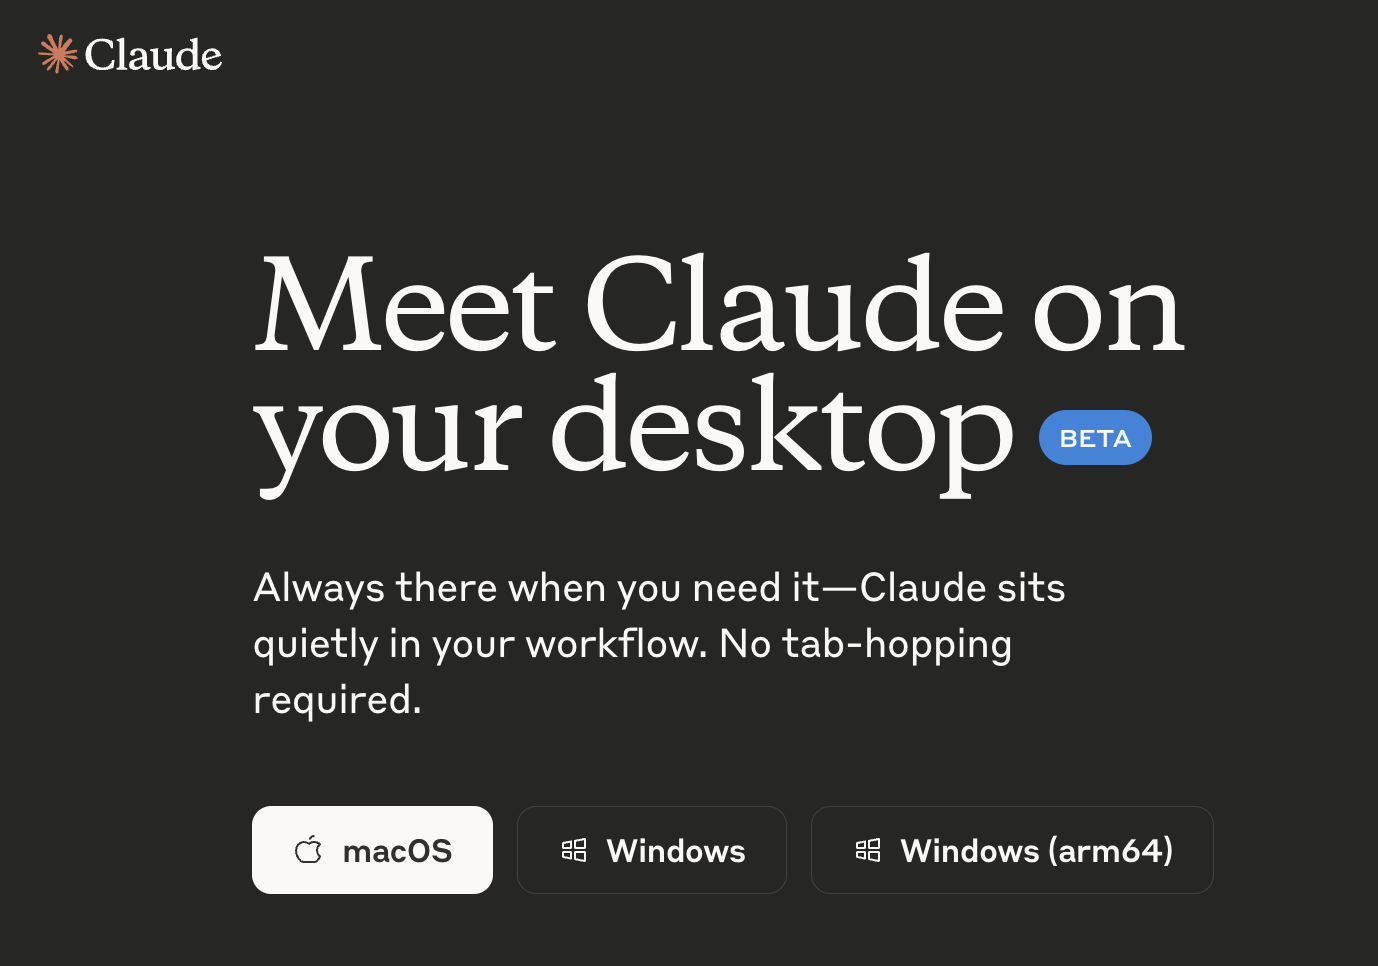 Claude
Meet Claude on
your desktop BETA
Always there when you need it—Claude sits
quietly in your workflow. No tab-hopping
required.
macOS
Windows
Windows (arm64)